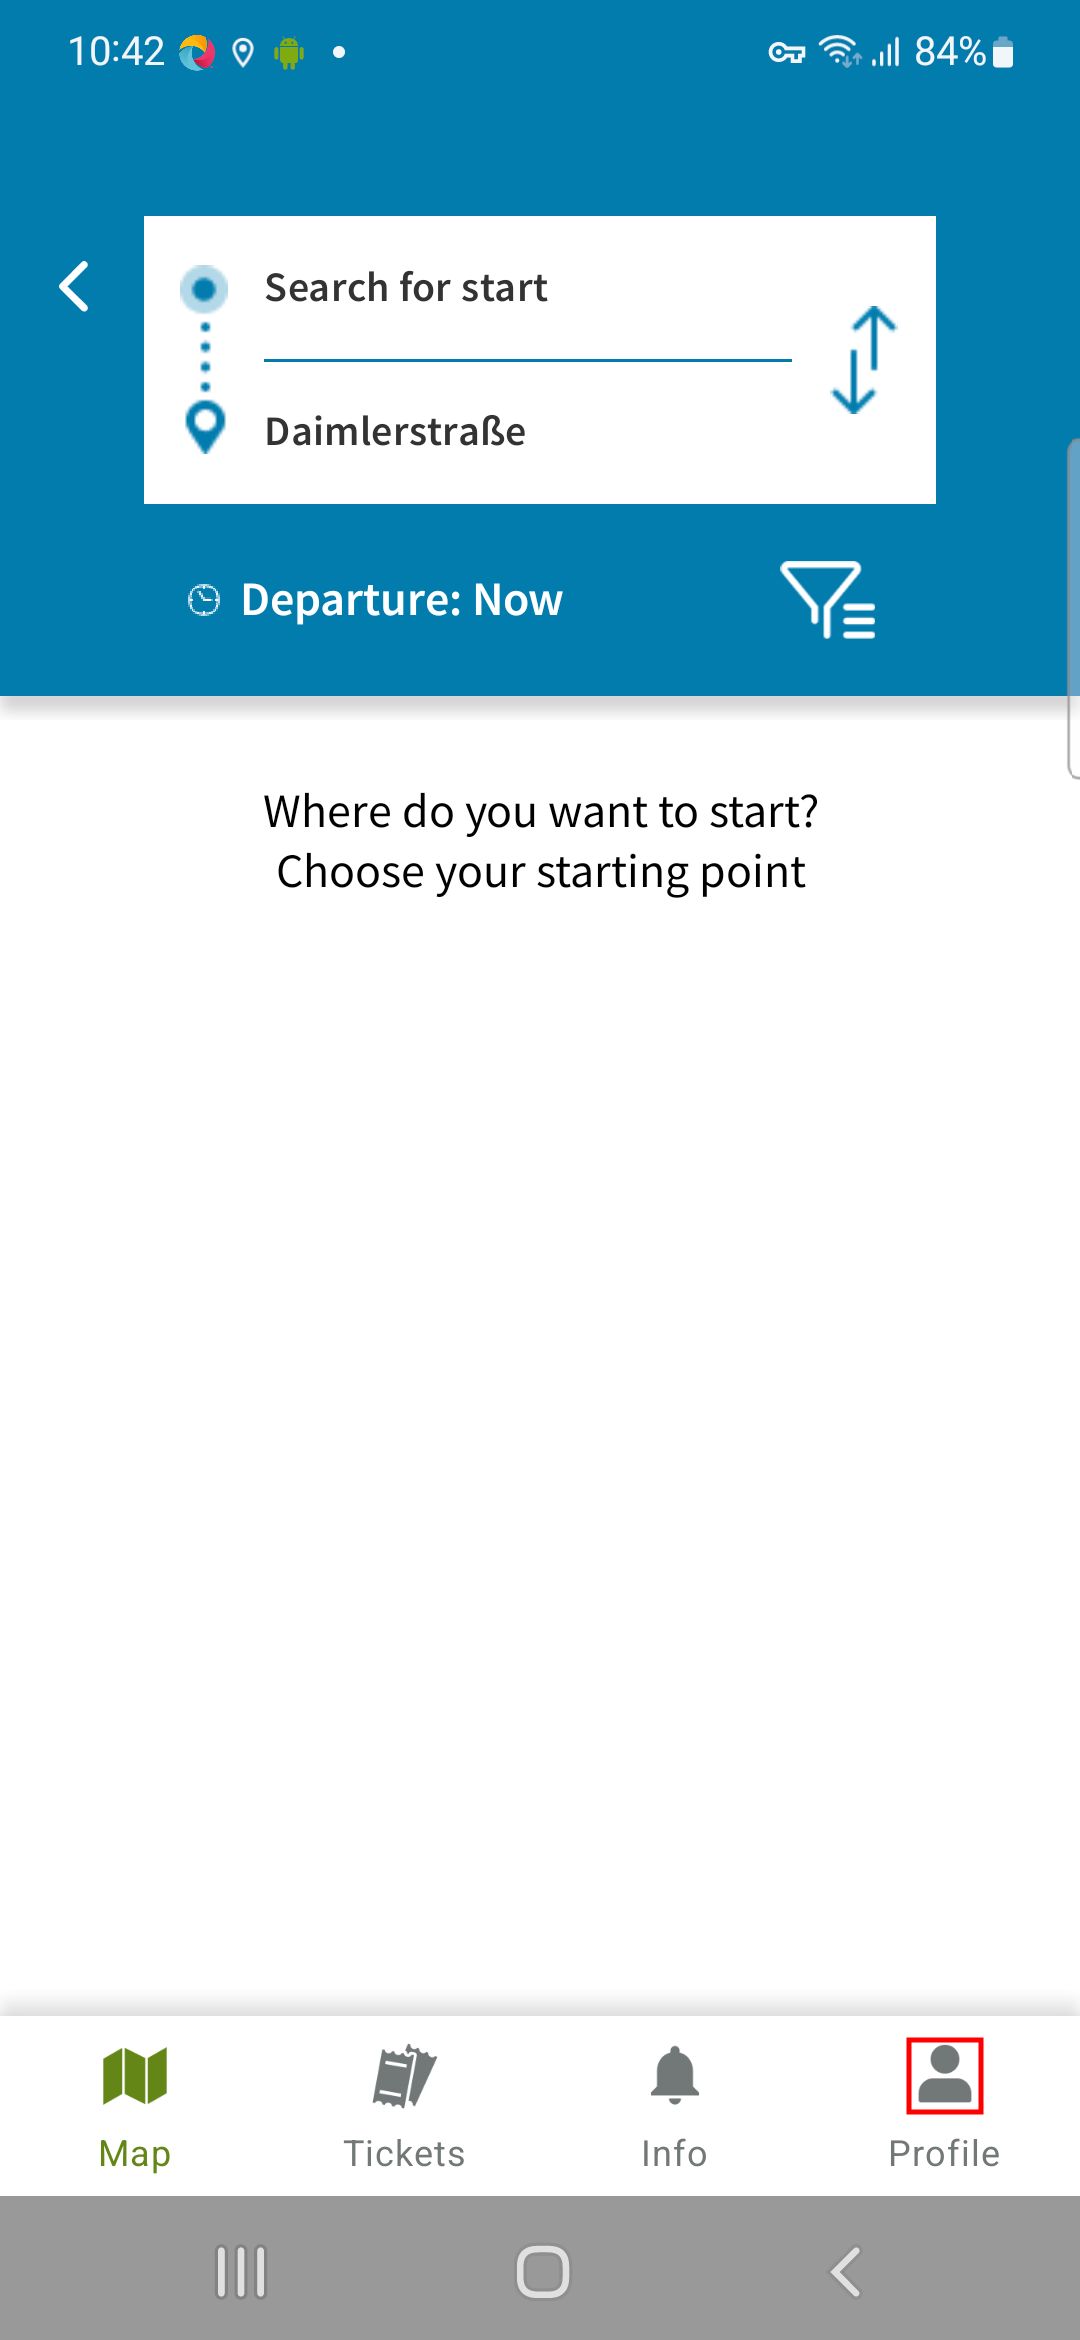 10:42
84%
Search for start
Daimlerstraße
Departure: Now
Where do you want to start?
Choose your starting point
Map
Tickets
Info
Profile